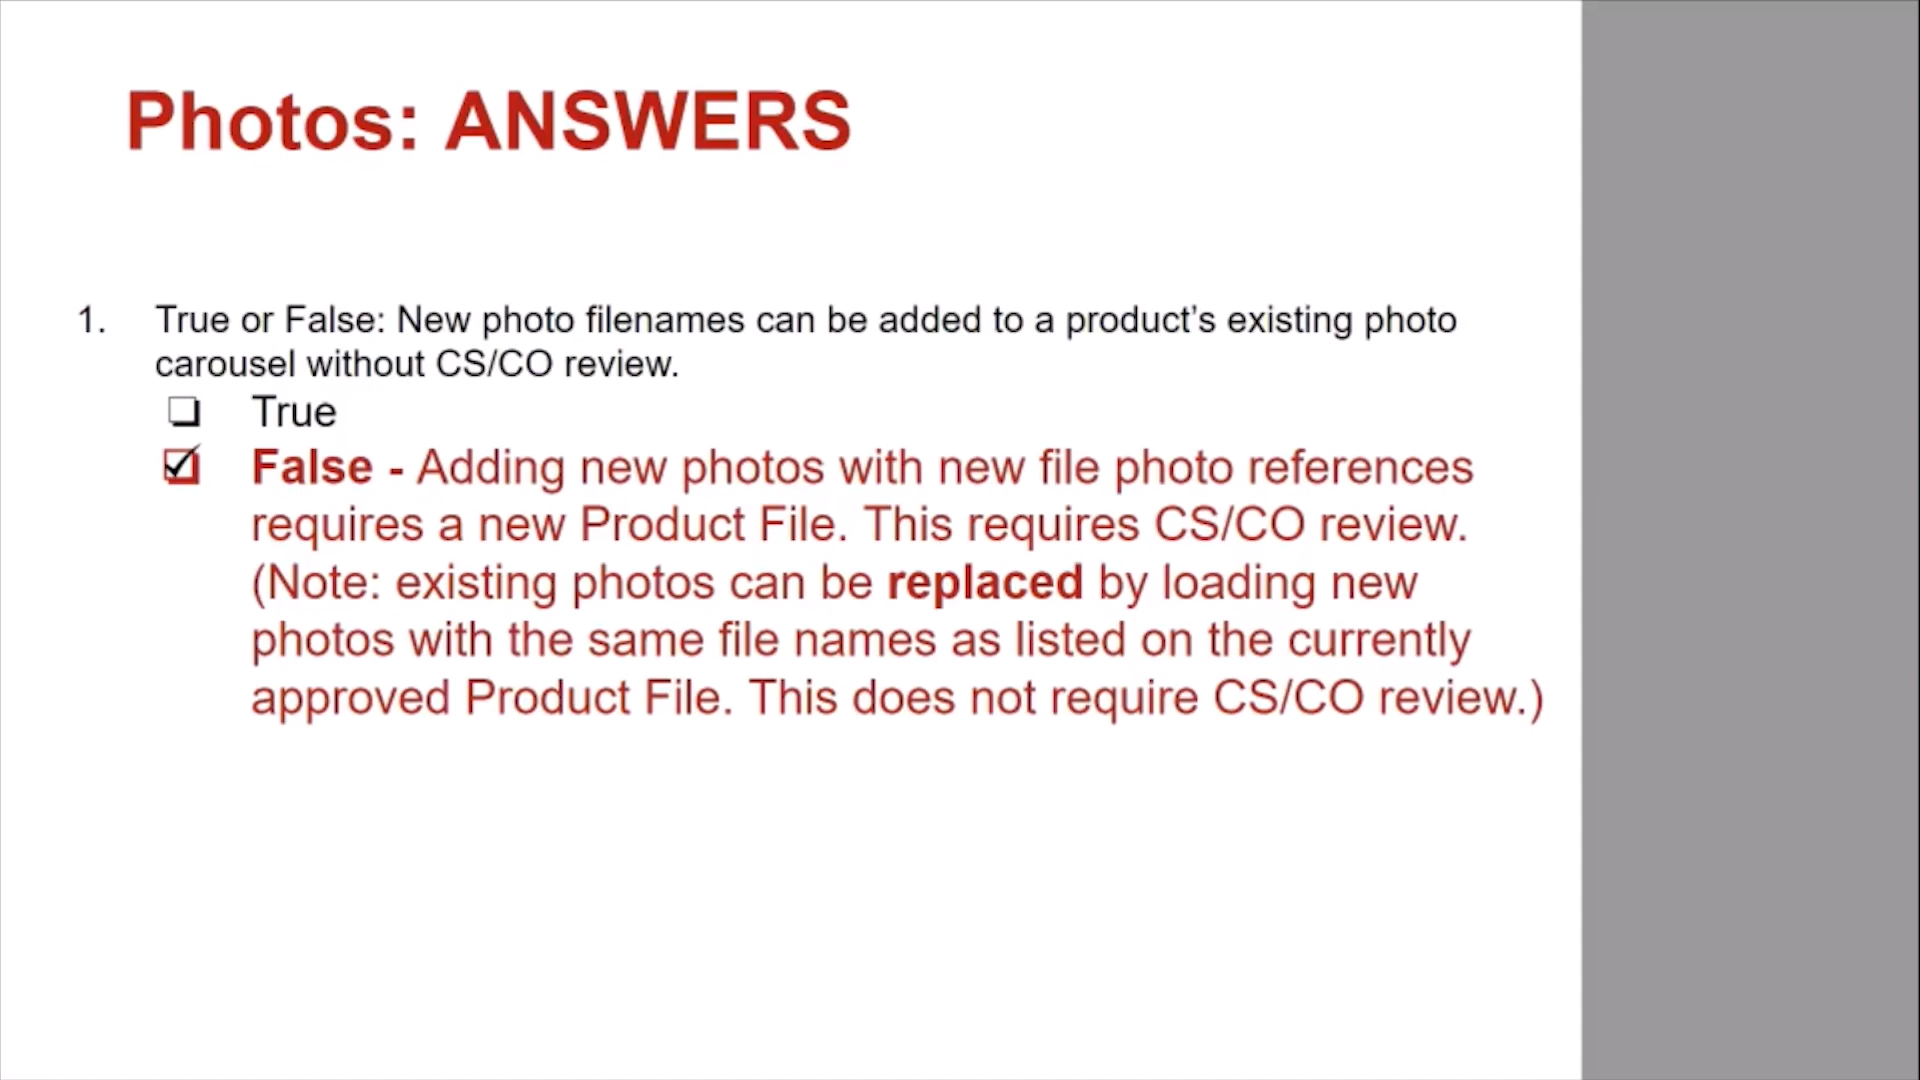 Photos: ANSWERS
1. True or False: New photo filenames can be added to a product’s existing photo
carousel without CS/CO review.
❏ True
☑ False - Adding new photos with new file photo references
requires a new Product File. This requires CS/CO review.
(Note: existing photos can be replaced by loading new
photos with the same file names as listed on the currently
approved Product File. This does not require CS/CO review.)